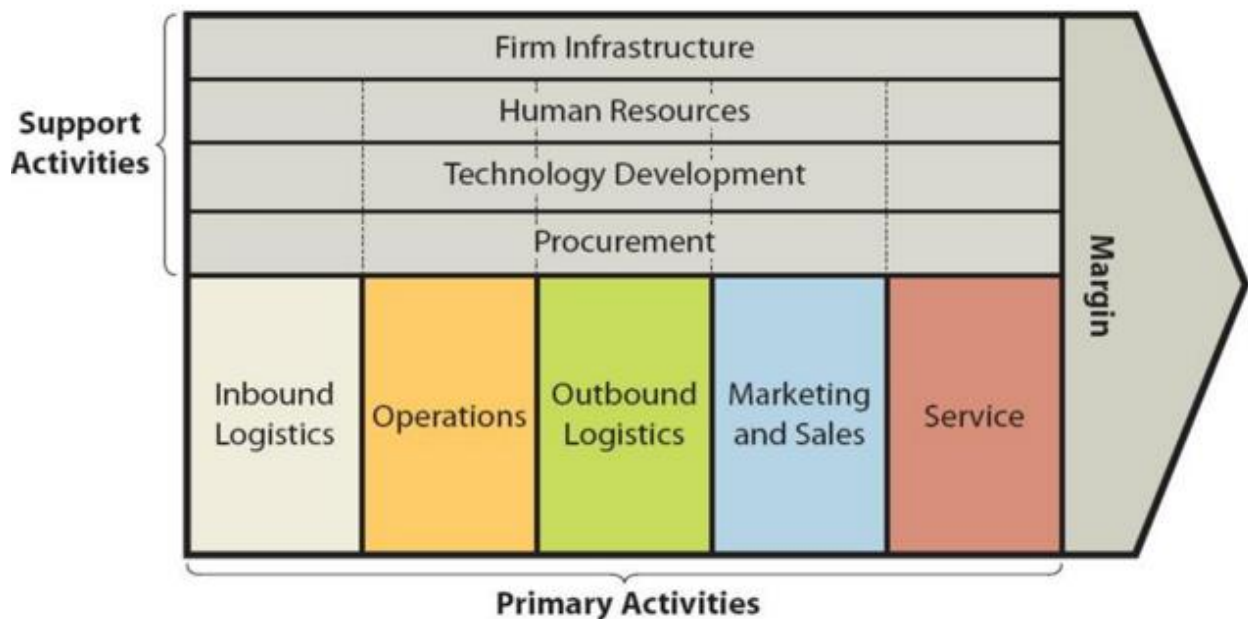 Firm Infrastructure
Human Resources
Technology Development
Procurement
Support
Activities
Inbound
Logistics
Operations
Outbound
Logistics
Marketing
and Sales
Service
Margin
Primary Activities